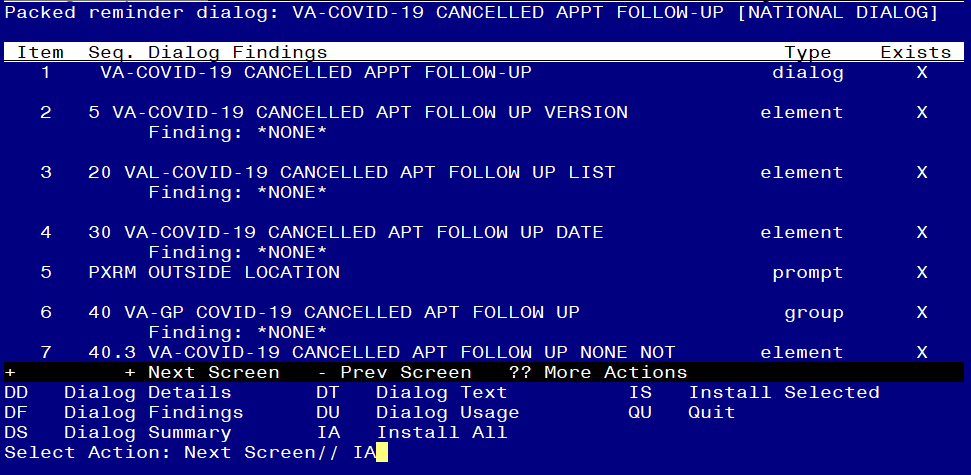 Packed reminder dialog: VA-COVID-19 CANCELLED APPT FOLLOW-UP [NATIONAL DIALOG]
Item Seq. Dialog Findings Type Exists
1 VA-COVID-19 CANCELLED APPT FOLLOW-UP dialog X
2 5 VA-COVID-19 CANCELLED APT FOLLOW UP VERSION element X
Finding: *NONE*
3 20 VAL-COVID-19 CANCELLED APT FOLLOW UP LIST element X
Finding: *NONE*
4 30 VA-COVID-19 CANCELLED APT FOLLOW UP DATE element X
Finding: *NONE*
5 PXRM OUTSIDE LOCATION prompt X
6 40 VA-GP COVID-19 CANCELLED APT FOLLOW UP group X
Finding: *NONE*
7 40.3 VA-COVID-19 CANCELLED APT FOLLOW UP NONE NOT element X
+ + Next Screen - Prev Screen ?? More Actions
DD Dialog Details DT Dialog Text IS Install Selected
DF Dialog Findings DU Dialog Usage QU Quit
DS Dialog Summary IA Install All
Select Action: Next Screen// IA